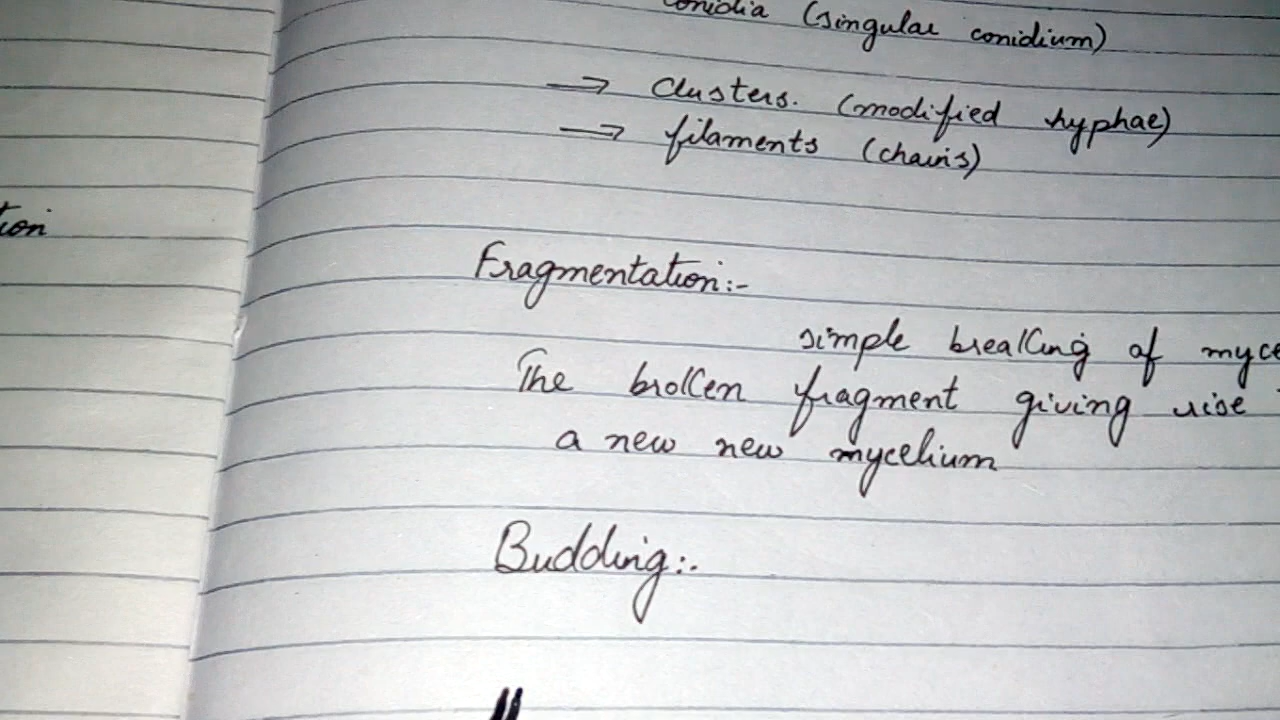 conidia (singular conidium)
→ Clusters. (modified hyphae)
→ filaments (chains)
Fragmentation:-
simple breaking of
The broken fragment giving rise
a new new mycelium
Budding:-